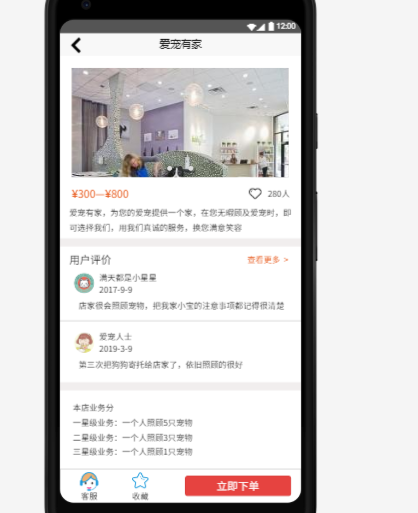 12:00
爱宠有家
¥300—¥800
280人
爱宠有家，为您的爱宠提供一个家，在您无暇顾及爱宠时，即
可选择我们，用我们真诚的服务，换您满意笑容
用户评价
查看更多 >
满天都是小星星
2017-9-9
店家很会照顾宠物，把我家小宝的注意事项都记得很清楚
爱宠人士
2019-3-9
第三次把狗狗寄托给店家了，依旧照顾的很好
本店业务分
一星级业务：一个人照顾5只宠物
二星级业务：一个人照顾3只宠物
三星级业务：一个人照顾1只宠物
客服
收藏
立即下单